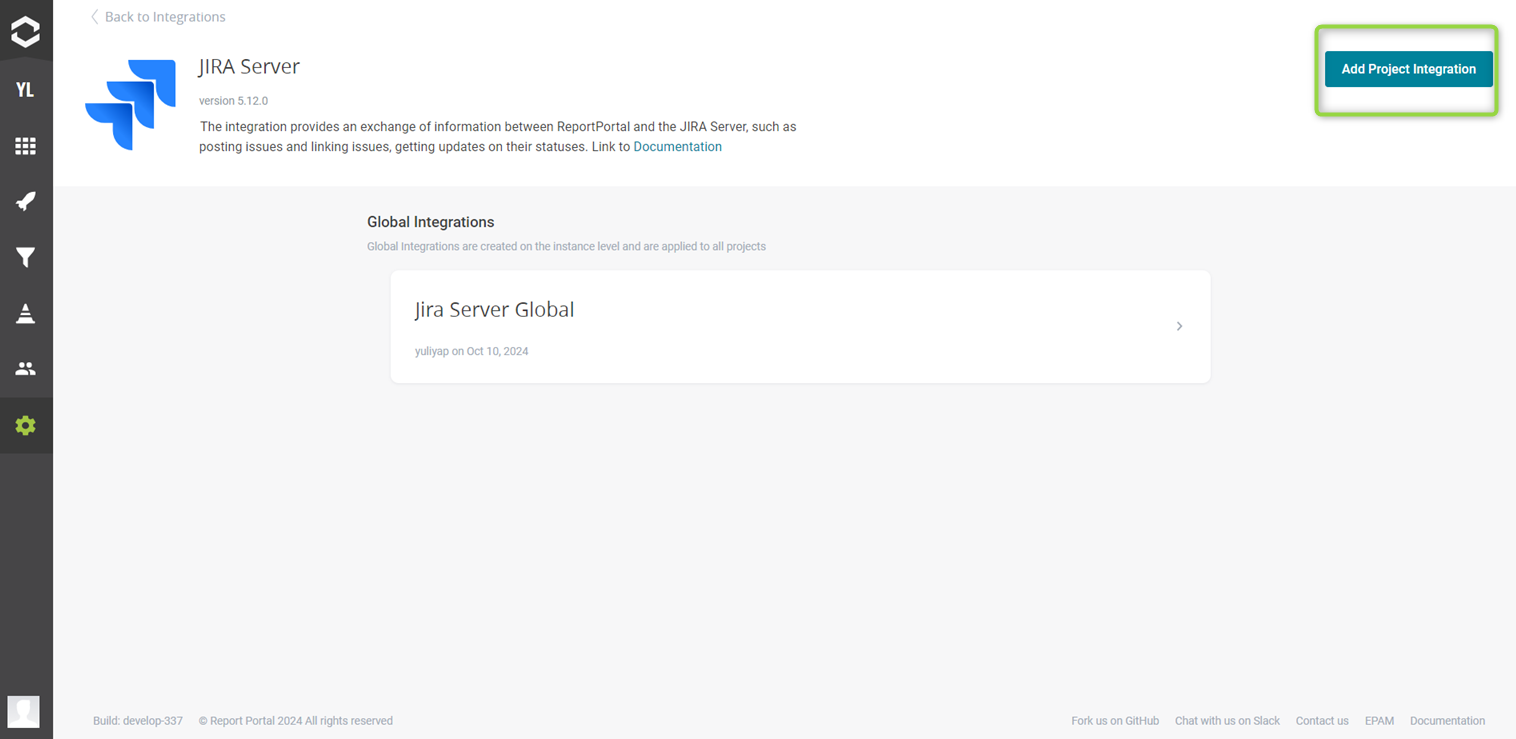 Back to Integrations
JIRA Server
Add Project Integration
YL
version 5.12.0
The integration provides an exchange of information between ReportPortal and the JIRA Server, such as
posting issues and linking issues, getting updates on their statuses. Link to Documentation
Global Integrations
Global Integrations are created on the instance level and are applied to all projects
Jira Server Global
yuliyap on Oct 10, 2024
Build: develop-337 © Report Portal 2024 All rights reserved Fork us on GitHub Chat with us on Slack Contact us EPAM Documentation